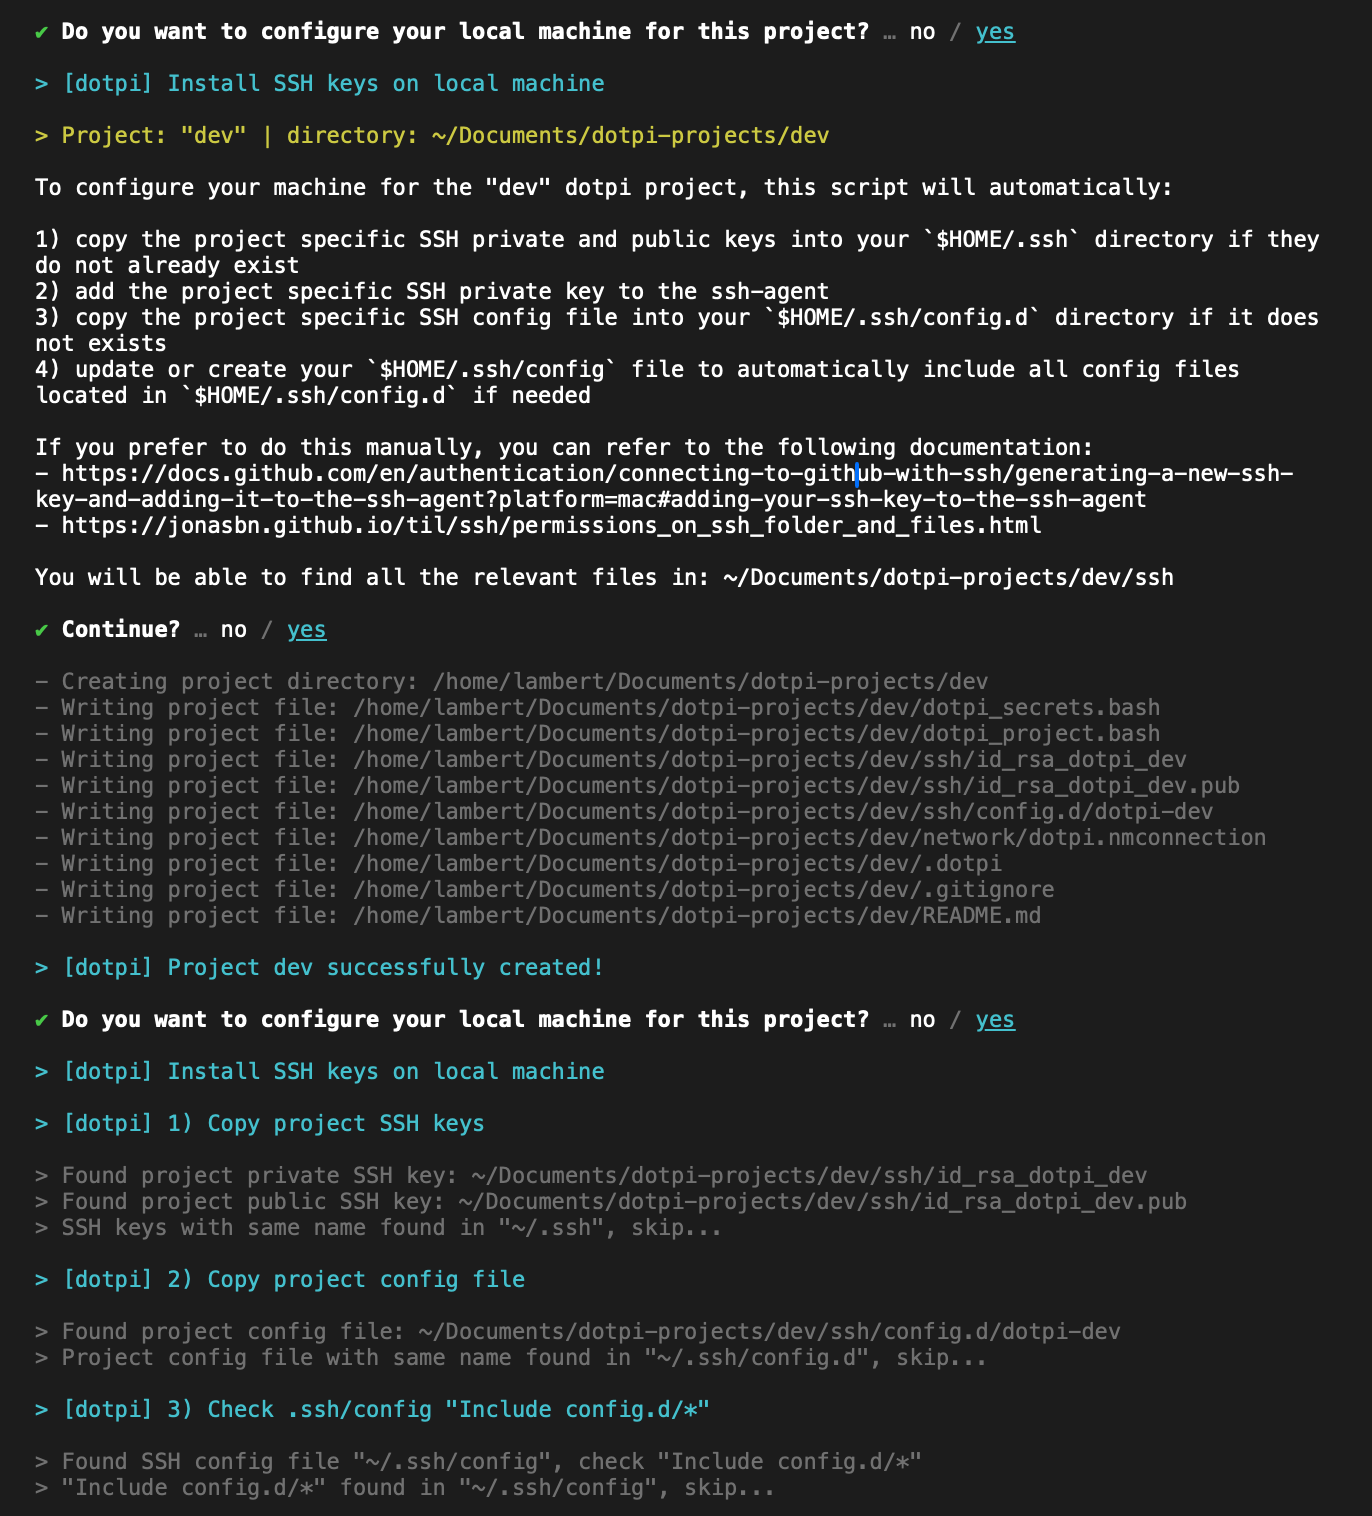 ✔ Do you want to configure your local machine for this project? … no / yes
> [dotpi] Install SSH keys on local machine
> Project: "dev" | directory: ~/Documents/dotpi-projects/dev
To configure your machine for the "dev" dotpi project, this script will automatically:
1) copy the project specific SSH private and public keys into your `$HOME/.ssh` directory if they
do not already exist
2) add the project specific SSH private key to the ssh-agent
3) copy the project specific SSH config file into your `$HOME/.ssh/config.d` directory if it does
not exists
4) update or create your `$HOME/.ssh/config` file to automatically include all config files
located in `$HOME/.ssh/config.d` if needed
If you prefer to do this manually, you can refer to the following documentation:
- https://docs.github.com/en/authentication/connecting-to-github-with-ssh/generating-a-new-ssh-
key-and-adding-it-to-the-ssh-agent?platform=mac#adding-your-ssh-key-to-the-ssh-agent
- https://jonasbn.github.io/til/ssh/permissions_on_ssh_folder_and_files.html
You will be able to find all the relevant files in: ~/Documents/dotpi-projects/dev/ssh
✔ Continue? … no / yes
- Creating project directory: /home/lambert/Documents/dotpi-projects/dev
- Writing project file: /home/lambert/Documents/dotpi-projects/dev/dotpi_secrets.bash
- Writing project file: /home/lambert/Documents/dotpi-projects/dev/dotpi_project.bash
- Writing project file: /home/lambert/Documents/dotpi-projects/dev/ssh/id_rsa_dotpi_dev
- Writing project file: /home/lambert/Documents/dotpi-projects/dev/ssh/id_rsa_dotpi_dev.pub
- Writing project file: /home/lambert/Documents/dotpi-projects/dev/ssh/config.d/dotpi-dev
- Writing project file: /home/lambert/Documents/dotpi-projects/dev/network/dotpi.nmconnection
- Writing project file: /home/lambert/Documents/dotpi-projects/dev/.dotpi
- Writing project file: /home/lambert/Documents/dotpi-projects/dev/.gitignore
- Writing project file: /home/lambert/Documents/dotpi-projects/dev/README.md
> [dotpi] Project dev successfully created!
✔ Do you want to configure your local machine for this project? … no / yes
> [dotpi] Install SSH keys on local machine
> [dotpi] 1) Copy project SSH keys
> Found project private SSH key: ~/Documents/dotpi-projects/dev/ssh/id_rsa_dotpi_dev
> Found project public SSH key: ~/Documents/dotpi-projects/dev/ssh/id_rsa_dotpi_dev.pub
> SSH keys with same name found in "~/.ssh", skip...
> [dotpi] 2) Copy project config file
> Found project config file: ~/Documents/dotpi-projects/dev/ssh/config.d/dotpi-dev
> Project config file with same name found in "~/.ssh/config.d", skip...
> [dotpi] 3) Check .ssh/config "Include config.d/*"
> Found SSH config file "~/.ssh/config", check "Include config.d/*"
> "Include config.d/*" found in "~/.ssh/config", skip...